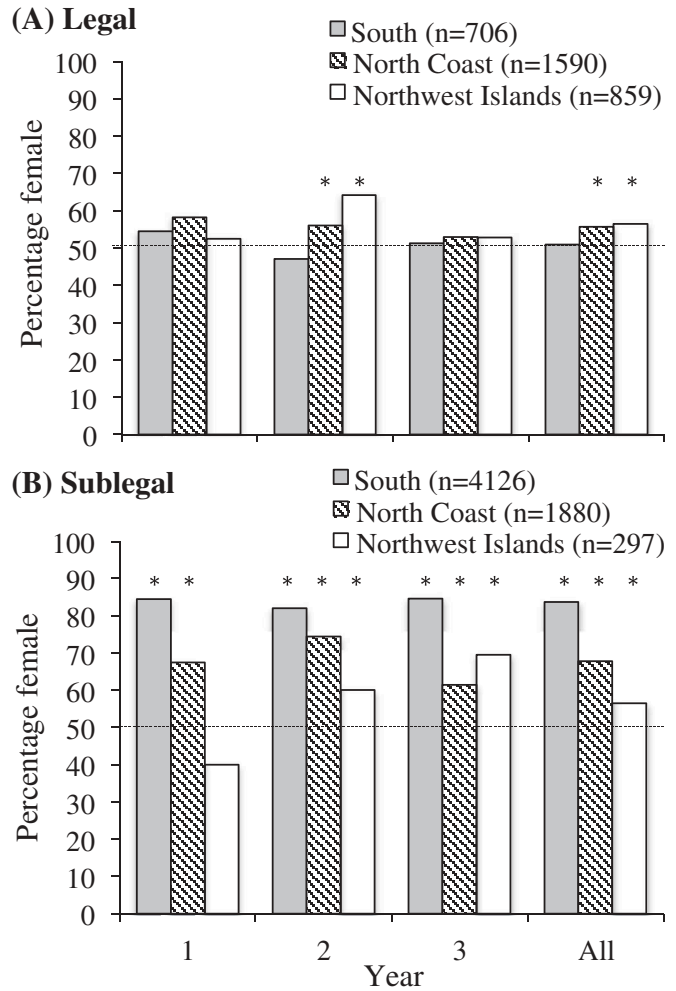 (A) Legal
South (n=706)
North Coast (n=1590)
Northwest Islands (n=859)
Percentage female
100
90
80
70
60
50
40
30
20
10
0
* *
* *
(B) Sublegal
South (n=4126)
North Coast (n=1880)
Northwest Islands (n=297)
Percentage female
100
90
80
70
60
50
40
30
20
10
0
* *
* * *
* * *
* * *
1 2 3 All
Year